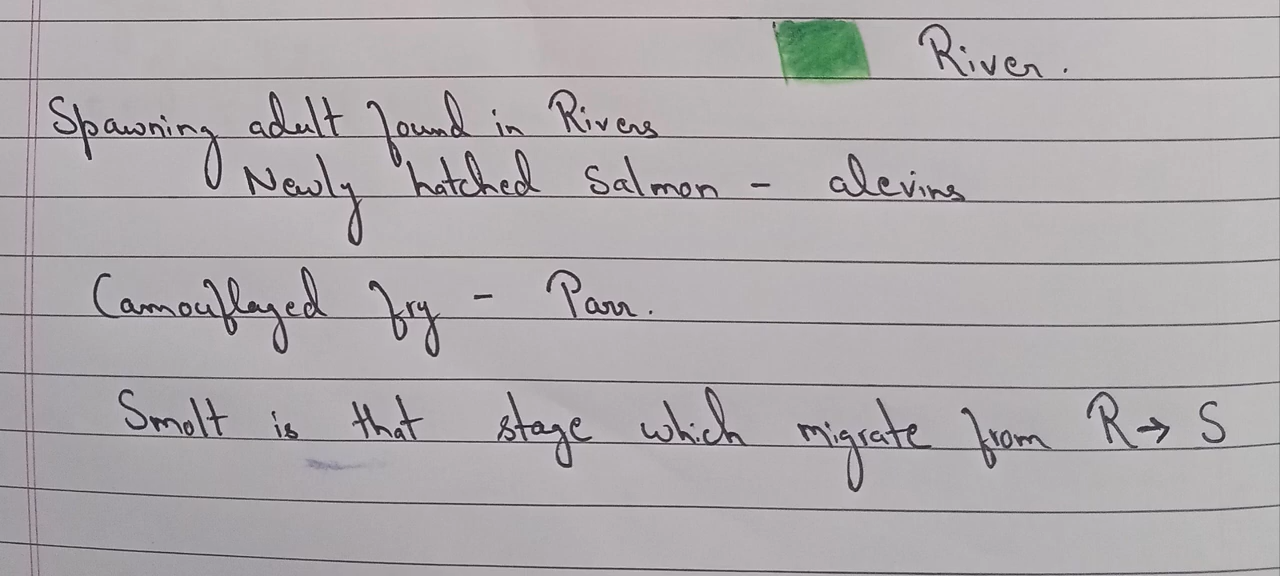 River.
Spawning adult found in Rivers
Newly hatched Salmon - alevins
Camouflaged fry - Parr.
Smolt is that stage which migrate from R → S